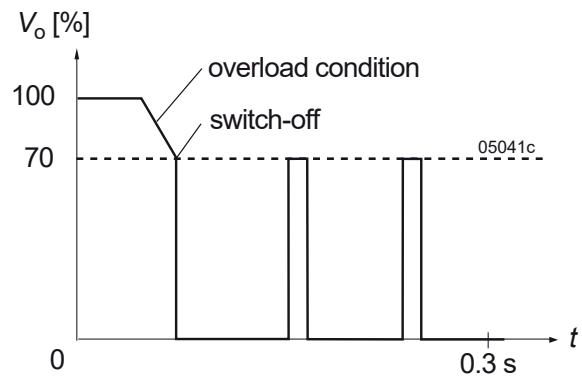 Vo [%]
overload condition
100
switch-off
70
05041c
0
0.3 s
t